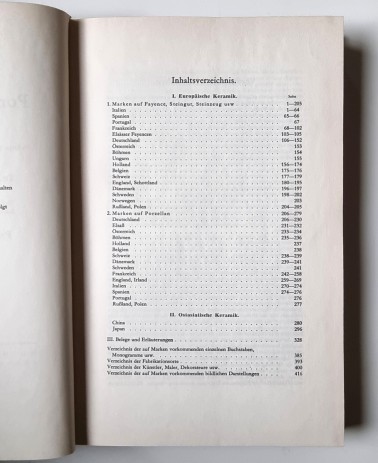 Inhaltsverzeichnis.
I. Europäische Keramik. Seite
1. Marken auf Fayence, Steingut, Steinzeug usw. 1—205
Italien 1—64
Spanien 65—66
Portugal 67
Frankreich 68—102
Elsässer Fayencen 103—105
Deutschland 106—152
Österreich 153
Böhmen 154
Ungarn 155
Holland 156—174
Belgien 175—176
Schweiz 177—179
England, Schottland 180—195
Dänemark 196—197
Schweden 198—202
Norwegen 203
Rußland, Polen 204—205
2. Marken auf Porzellan 206—279
Deutschland 206—230
Elsaß 231—232
Österreich 233—234
Böhmen 235—236
Holland 237
Belgien 238
Schweiz 238—239
Dänemark 239—241
Schweden 241
Frankreich 242—258
England, Irland 259—269
Italien 270—274
Spanien 274—276
Portugal 276
Rußland, Polen 277
II. Ostasiatische Keramik.
China 280
Japan 296
III. Belege und Erläuterungen 328
Verzeichnis der auf Marken vorkommenden einzelnen Buchstaben,
Monogramme usw. 385
Verzeichnis der Fabrikationsorte 393
Verzeichnis der Künstler, Maler, Dekorateure usw. 400
Verzeichnis der auf Marken vorkommenden bildlichen Darstellungen 416